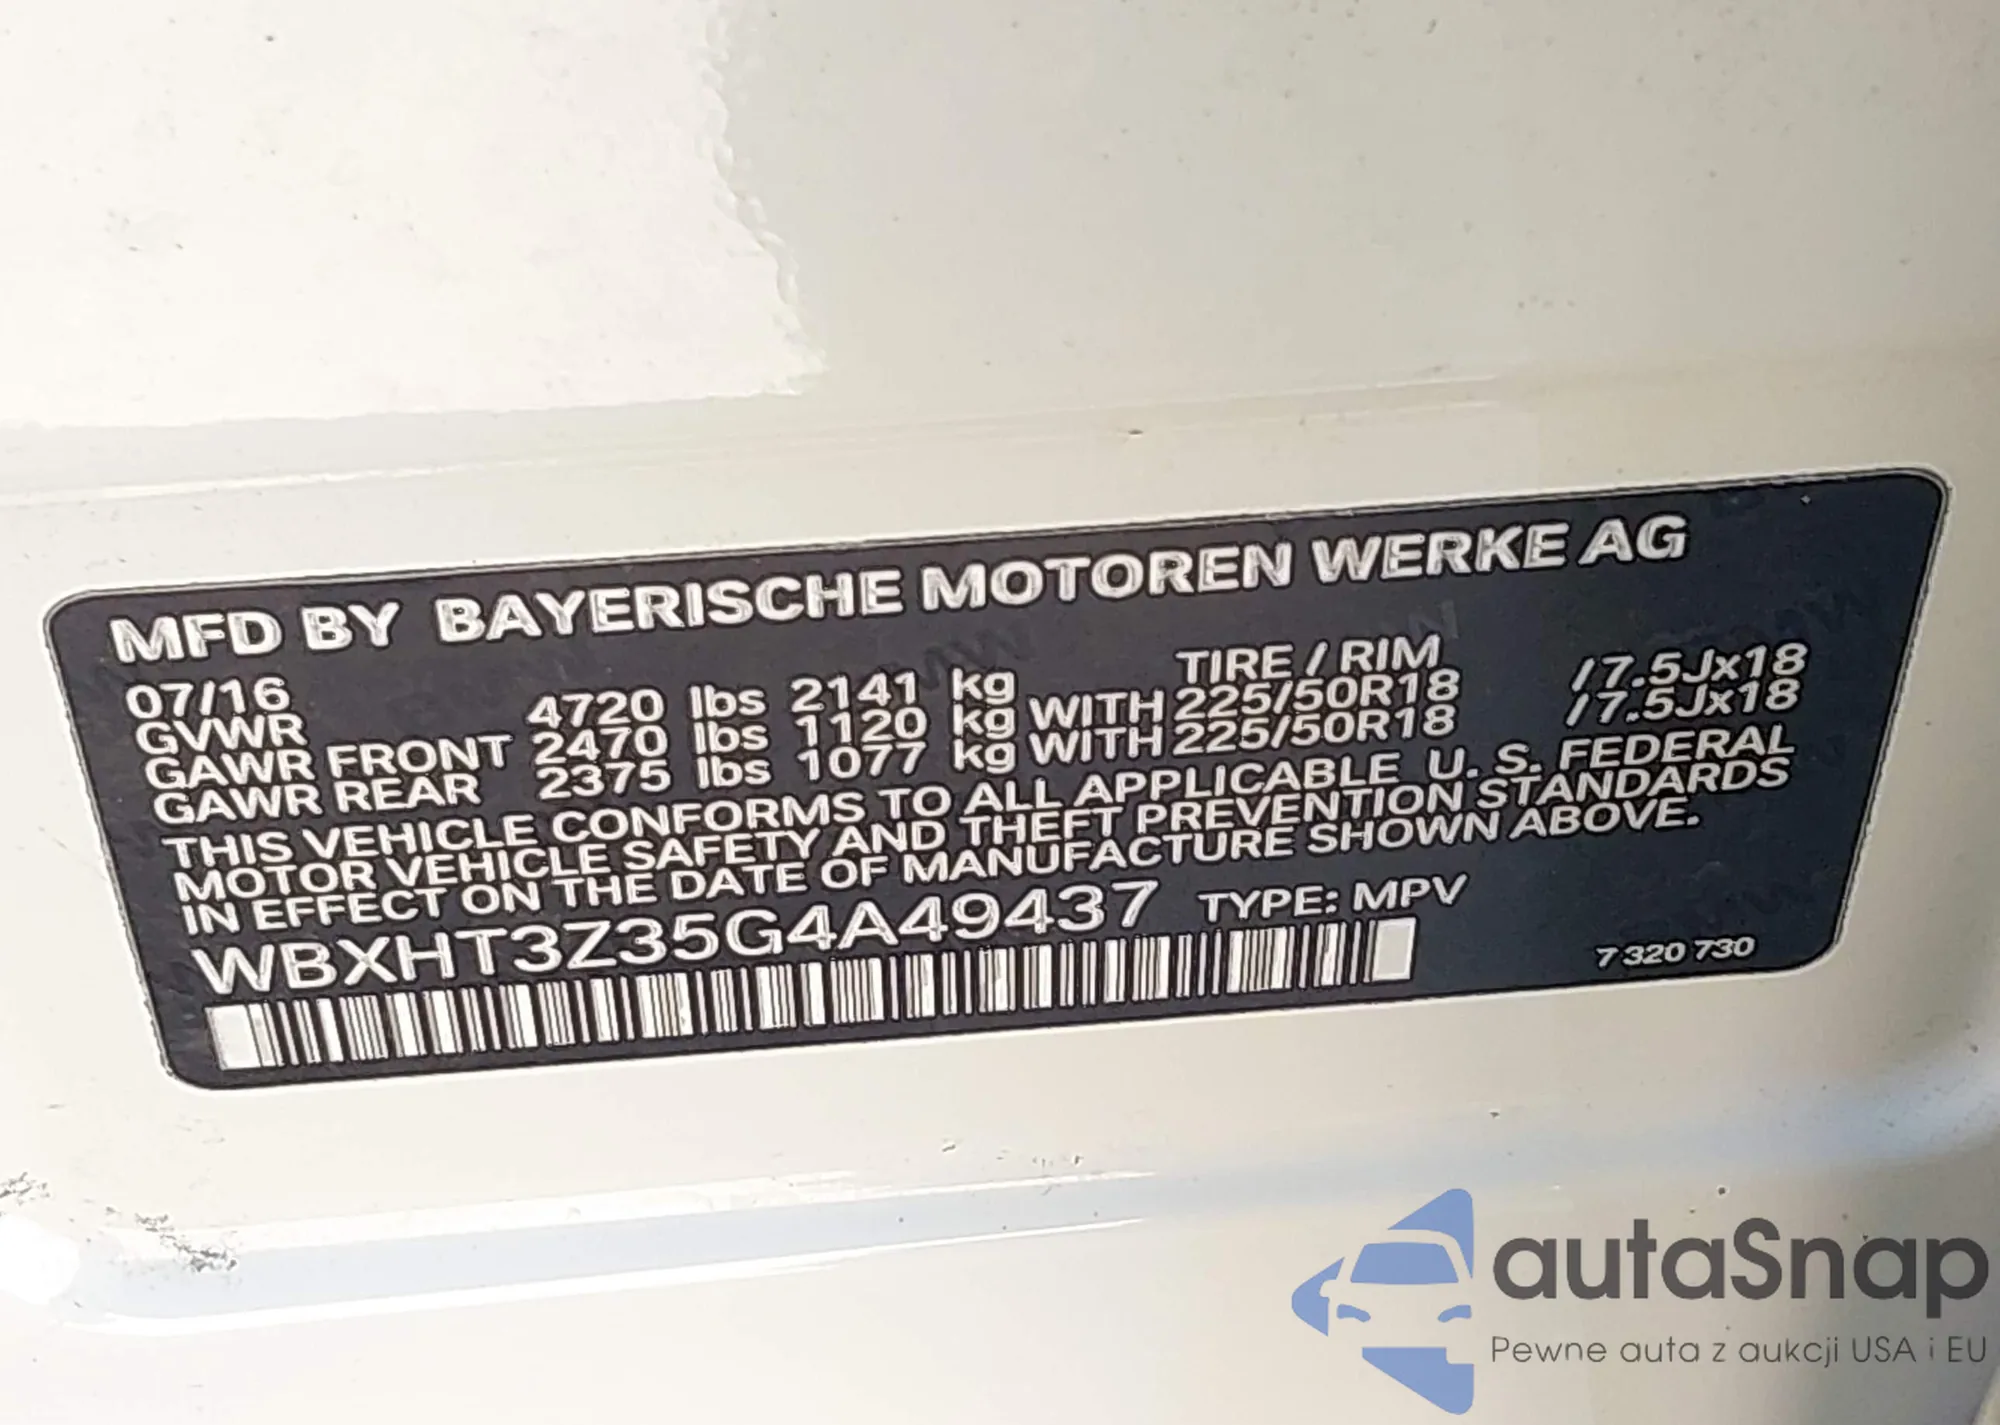 MFD BY BAYERISCHE MOTOREN WERKE AG
07/16 TIRE / RIM
GVWR 4720 lbs 2141 kg
GAWR FRONT 2470 lbs 1120 kg WITH 225/50R18 /7.5Jx18
GAWR REAR 2375 lbs 1077 kg WITH 225/50R18 /7.5Jx18
THIS VEHICLE CONFORMS TO ALL APPLICABLE U. S. FEDERAL
MOTOR VEHICLE SAFETY AND THEFT PREVENTION STANDARDS
IN EFFECT ON THE DATE OF MANUFACTURE SHOWN ABOVE.
WBXHT3Z35G4A49437 TYPE: MPV
7 320 730
autaSnap
Pewne auta z aukcji USA i EU